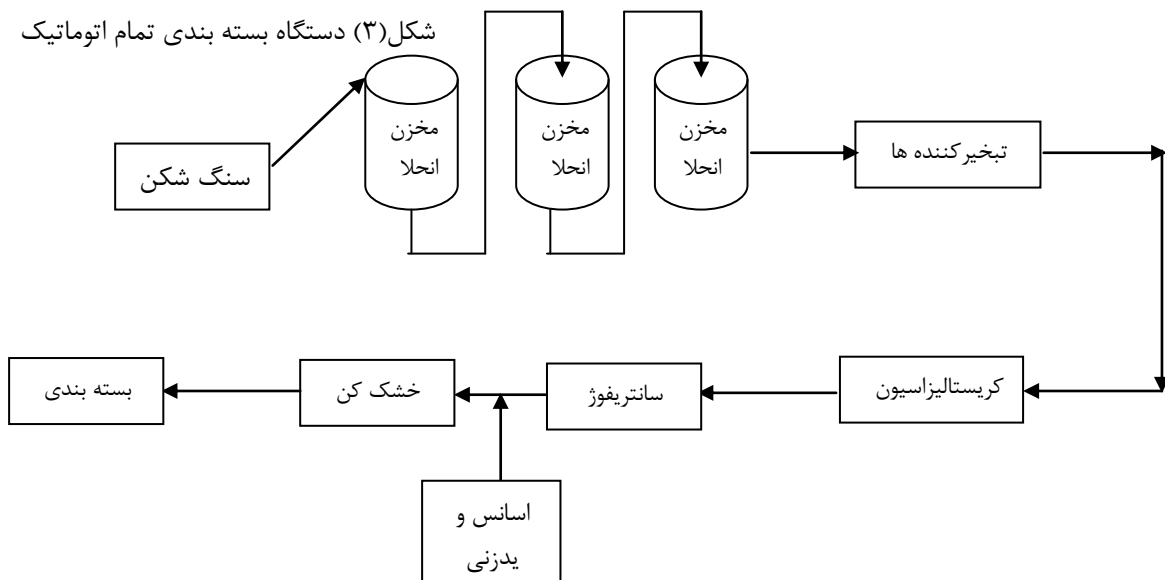 شکل(۳) دستگاه بسته بندی تمام اتوماتیک
سنگ شکن
مخزن
انحلا
مخزن
انحلا
مخزن
انحلا
تبخیرکننده ها
کریستالیزاسیون
سانتریفوژ
خشک کن
بسته بندی
اسانس و
یدزنی